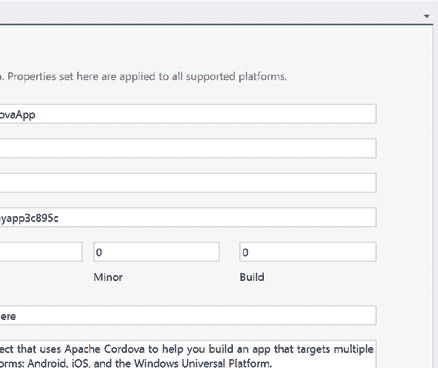 . Properties set here are appiied to all supported platforms.
ovaApp
yapp3c895c
0 0
Minor Build
ere
ect that uses Apache Cordova to help you build an app that targets multiple
orms: Android, iOS, and the Windows Universal Platform.